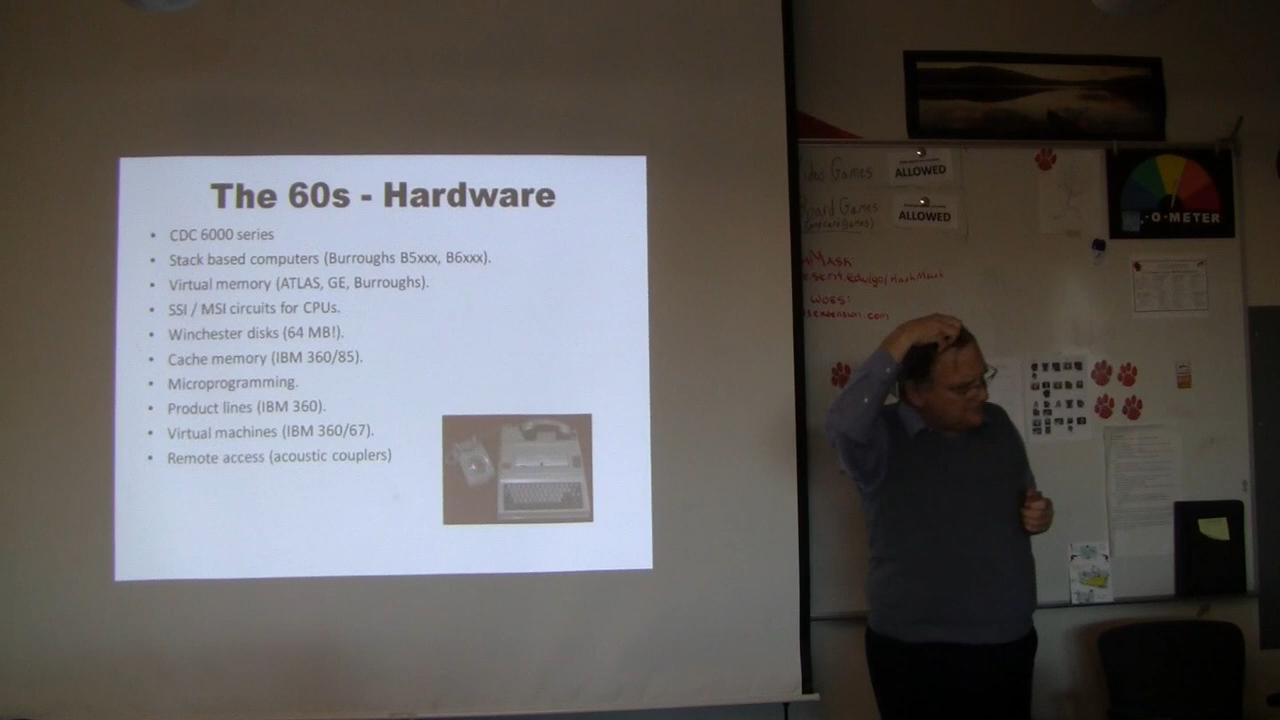 The 60s - Hardware
• CDC 6000 series
• Stack based computers (Burroughs B5xxx, B6xxx).
• Virtual memory (ATLAS, GE, Burroughs).
• SSI / MSI circuits for CPUs.
• Winchester disks (64 MB!).
• Cache memory (IBM 360/85).
• Microprogramming.
• Product lines (IBM 360).
• Virtual machines (IBM 360/67).
• Remote access (acoustic couplers)
Games
ALLOWED
Board Games
ALLOWED
-O-METER